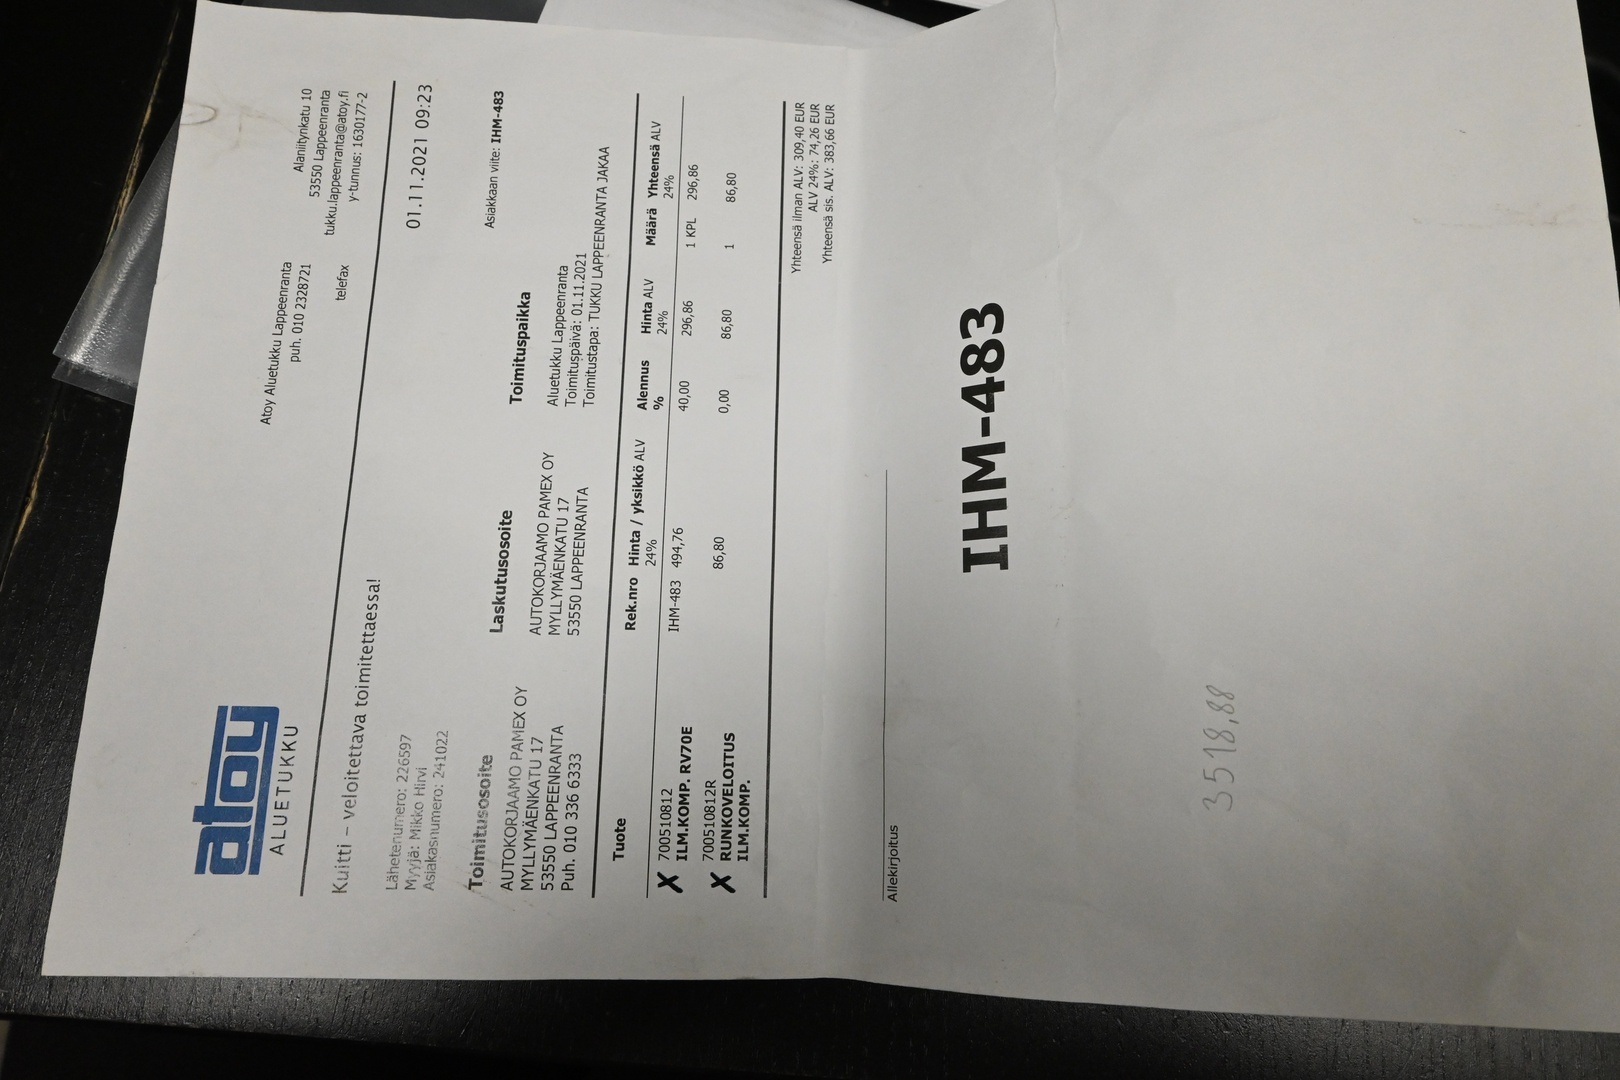 atoy
ALUETUKKU
Atoy Aluetukku Lappeenranta
puh. 010 2328721
telefax
Alaniitynkatu 10
53550 Lappeenranta
tukku.lappeenranta@atoy.fi
y-tunnus: 1630177-2
Kuitti – veloitettava toimitettaessa!
01.11.2021 09:23
Lähetenumero: 226597
Myyjä: Mikko Hirvi
Asiakasnumero: 241022
Asiakkaan viite: IHM-483
Toimitusosoite
AUTOKORJAAMO PAMEX OY
MYLLYMÄENKATU 17
53550 LAPPEENRANTA
Puh. 010 336 6333
Laskutusosoite
AUTOKORJAAMO PAMEX OY
MYLLYMÄENKATU 17
53550 LAPPEENRANTA
Toimituspaikka
Aluetukku Lappeenranta
Toimituspäivä: 01.11.2021
Toimitustapa: TUKKU LAPPEENRANTA JAKAA
Tuote Rek.nro Hinta / yksikkö ALV 24% Alennus % Hinta ALV 24% Määrä Yhteensä ALV 24%
X 700510812 IHM-483 494,76 40,00 296,86 1 KPL 296,86
ILM.KOMP. RV70E
X 700510812R 86,80 0,00 86,80 1 86,80
RUNKOVELOITUS
ILM.KOMP.
Yhteensä ilman ALV: 309,40 EUR
ALV 24%: 74,26 EUR
Yhteensä sis. ALV: 383,66 EUR
Allekirjoitus
IHM-483
3518,88